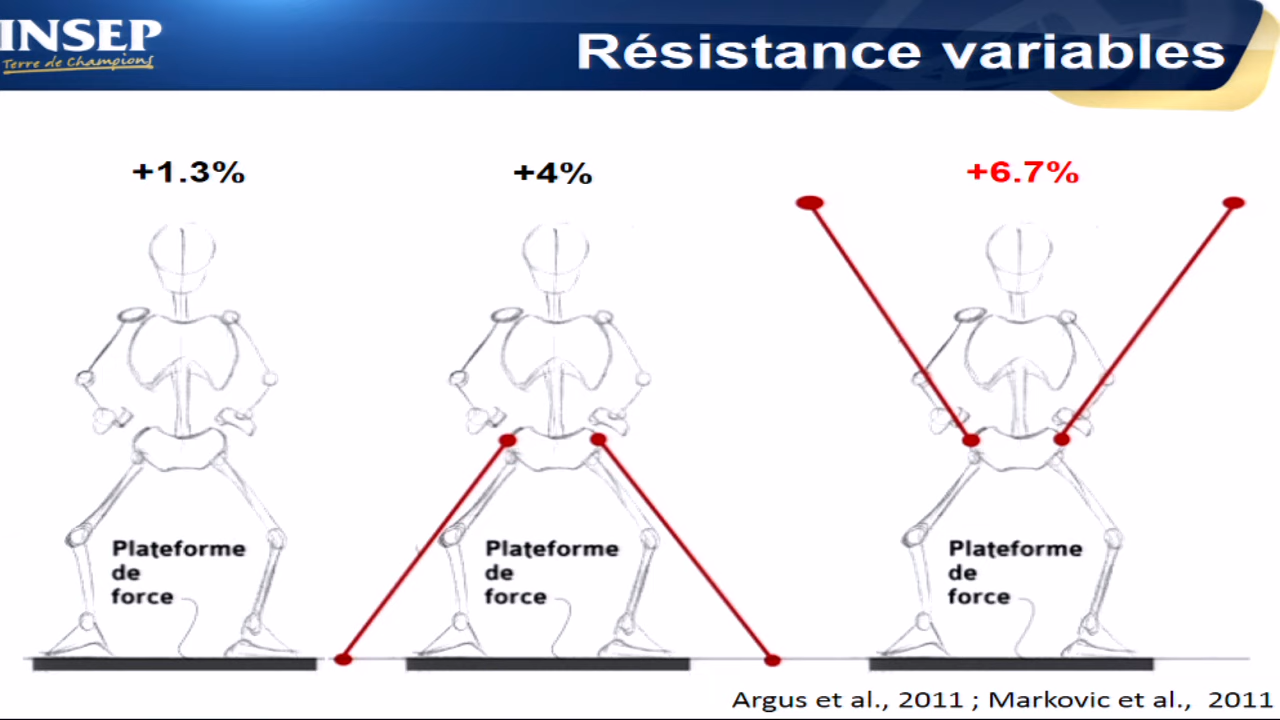 INSEP
Terre de Champions
Résistance variables
+1.3%
+4%
+6.7%
Plateforme
de
force
Plateforme
de
force
Plateforme
de
force
Argus et al., 2011 ; Markovic et al., 2011